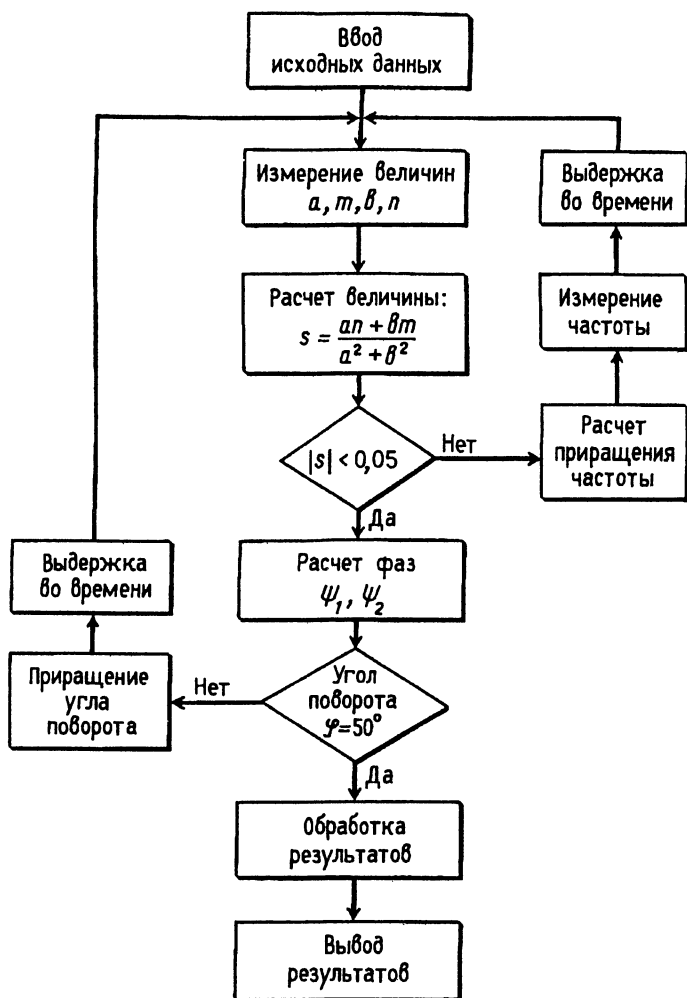 Ввод
исходных данных
Измерение величин
a, m, в, n
Расчет величины:
s = (an + вm) / (a² + в²)
|s| < 0,05
Нет
Расчет
приращения
частоты
Измерение
частоты
Выдержка
во времени
Да
Расчет фаз
ψ₁, ψ₂
Угол
поворота
φ=50°
Нет
Приращение
угла
поворота
Выдержка
во времени
Да
Обработка
результатов
Вывод
результатов